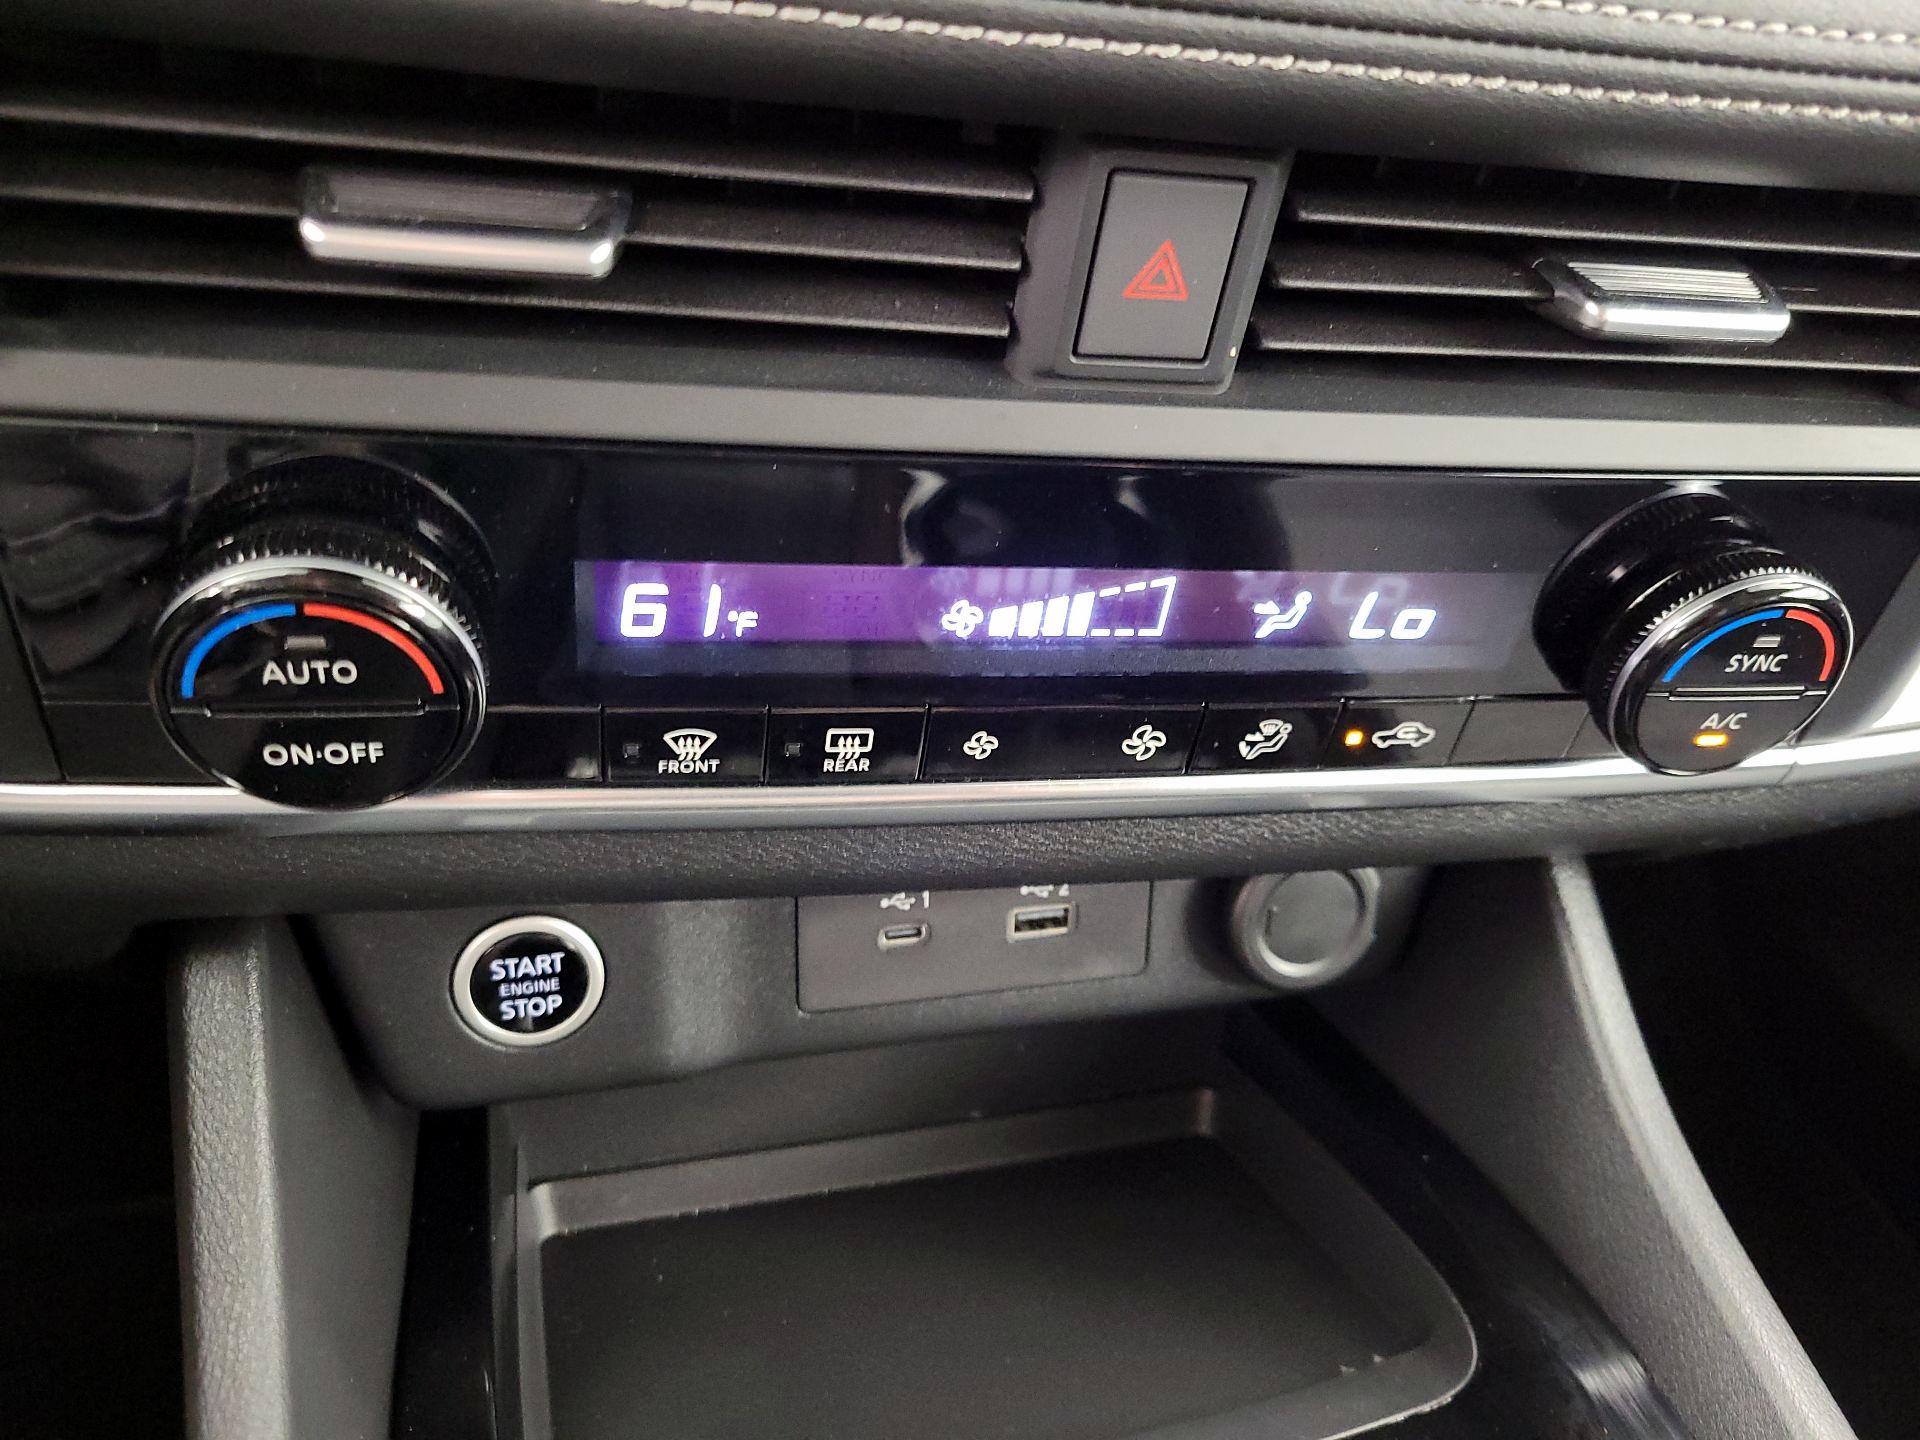 61°F Lo
AUTO
ON·OFF
FRONT
REAR
SYNC
A/C
1
2
START
ENGINE
STOP